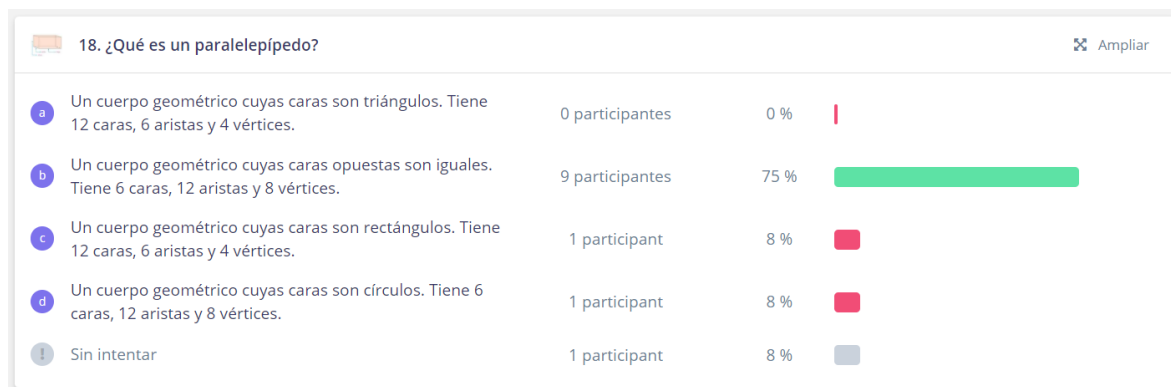 18. ¿Qué es un paralelepípedo?
Ampliar
a
Un cuerpo geométrico cuyas caras son triángulos. Tiene
12 caras, 6 aristas y 4 vértices.
0 participantes
0 %
b
Un cuerpo geométrico cuyas caras opuestas son iguales.
Tiene 6 caras, 12 aristas y 8 vértices.
9 participantes
75 %
c
Un cuerpo geométrico cuyas caras son rectángulos. Tiene
12 caras, 6 aristas y 4 vértices.
1 participant
8 %
d
Un cuerpo geométrico cuyas caras son círculos. Tiene 6
caras, 12 aristas y 8 vértices.
1 participant
8 %
!
Sin intentar
1 participant
8 %